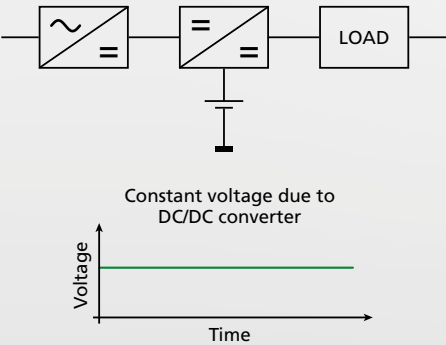 LOAD
Constant voltage due to
DC/DC converter
Voltage
Time